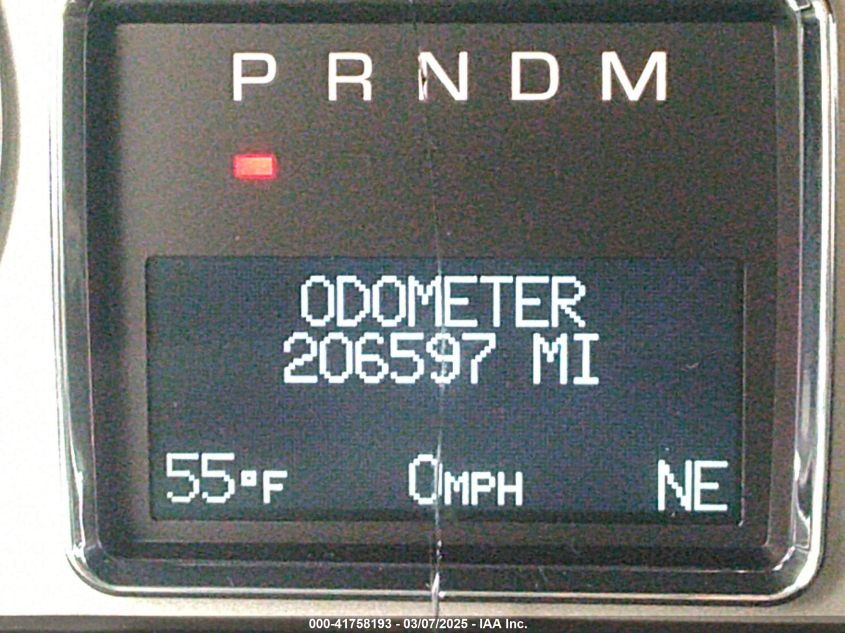 P R N D M
ODOMETER
206597 MI
55°F 0MPH NE
000-41758193 - 03/07/2025 - IAA Inc.